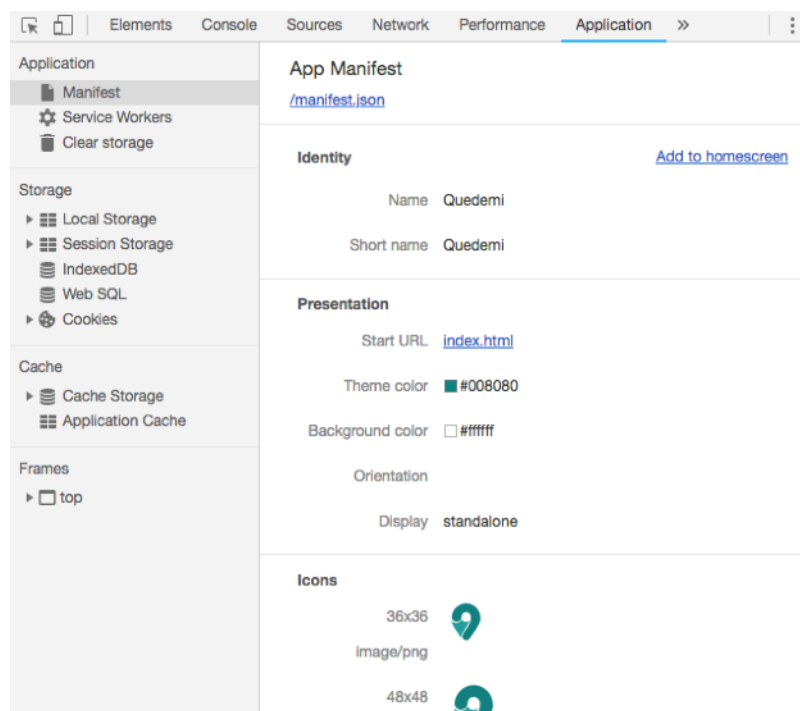 Elements Console Sources Network Performance Application »
Application
Manifest
Service Workers
Clear storage
Storage
Local Storage
Session Storage
IndexedDB
Web SQL
Cookies
Cache
Cache Storage
Application Cache
Frames
top
App Manifest
/manifest.json
Identity Add to homescreen
Name Quedemi
Short name Quedemi
Presentation
Start URL index.html
Theme color #008080
Background color #ffffff
Orientation
Display standalone
Icons
36x36
image/png
48x48